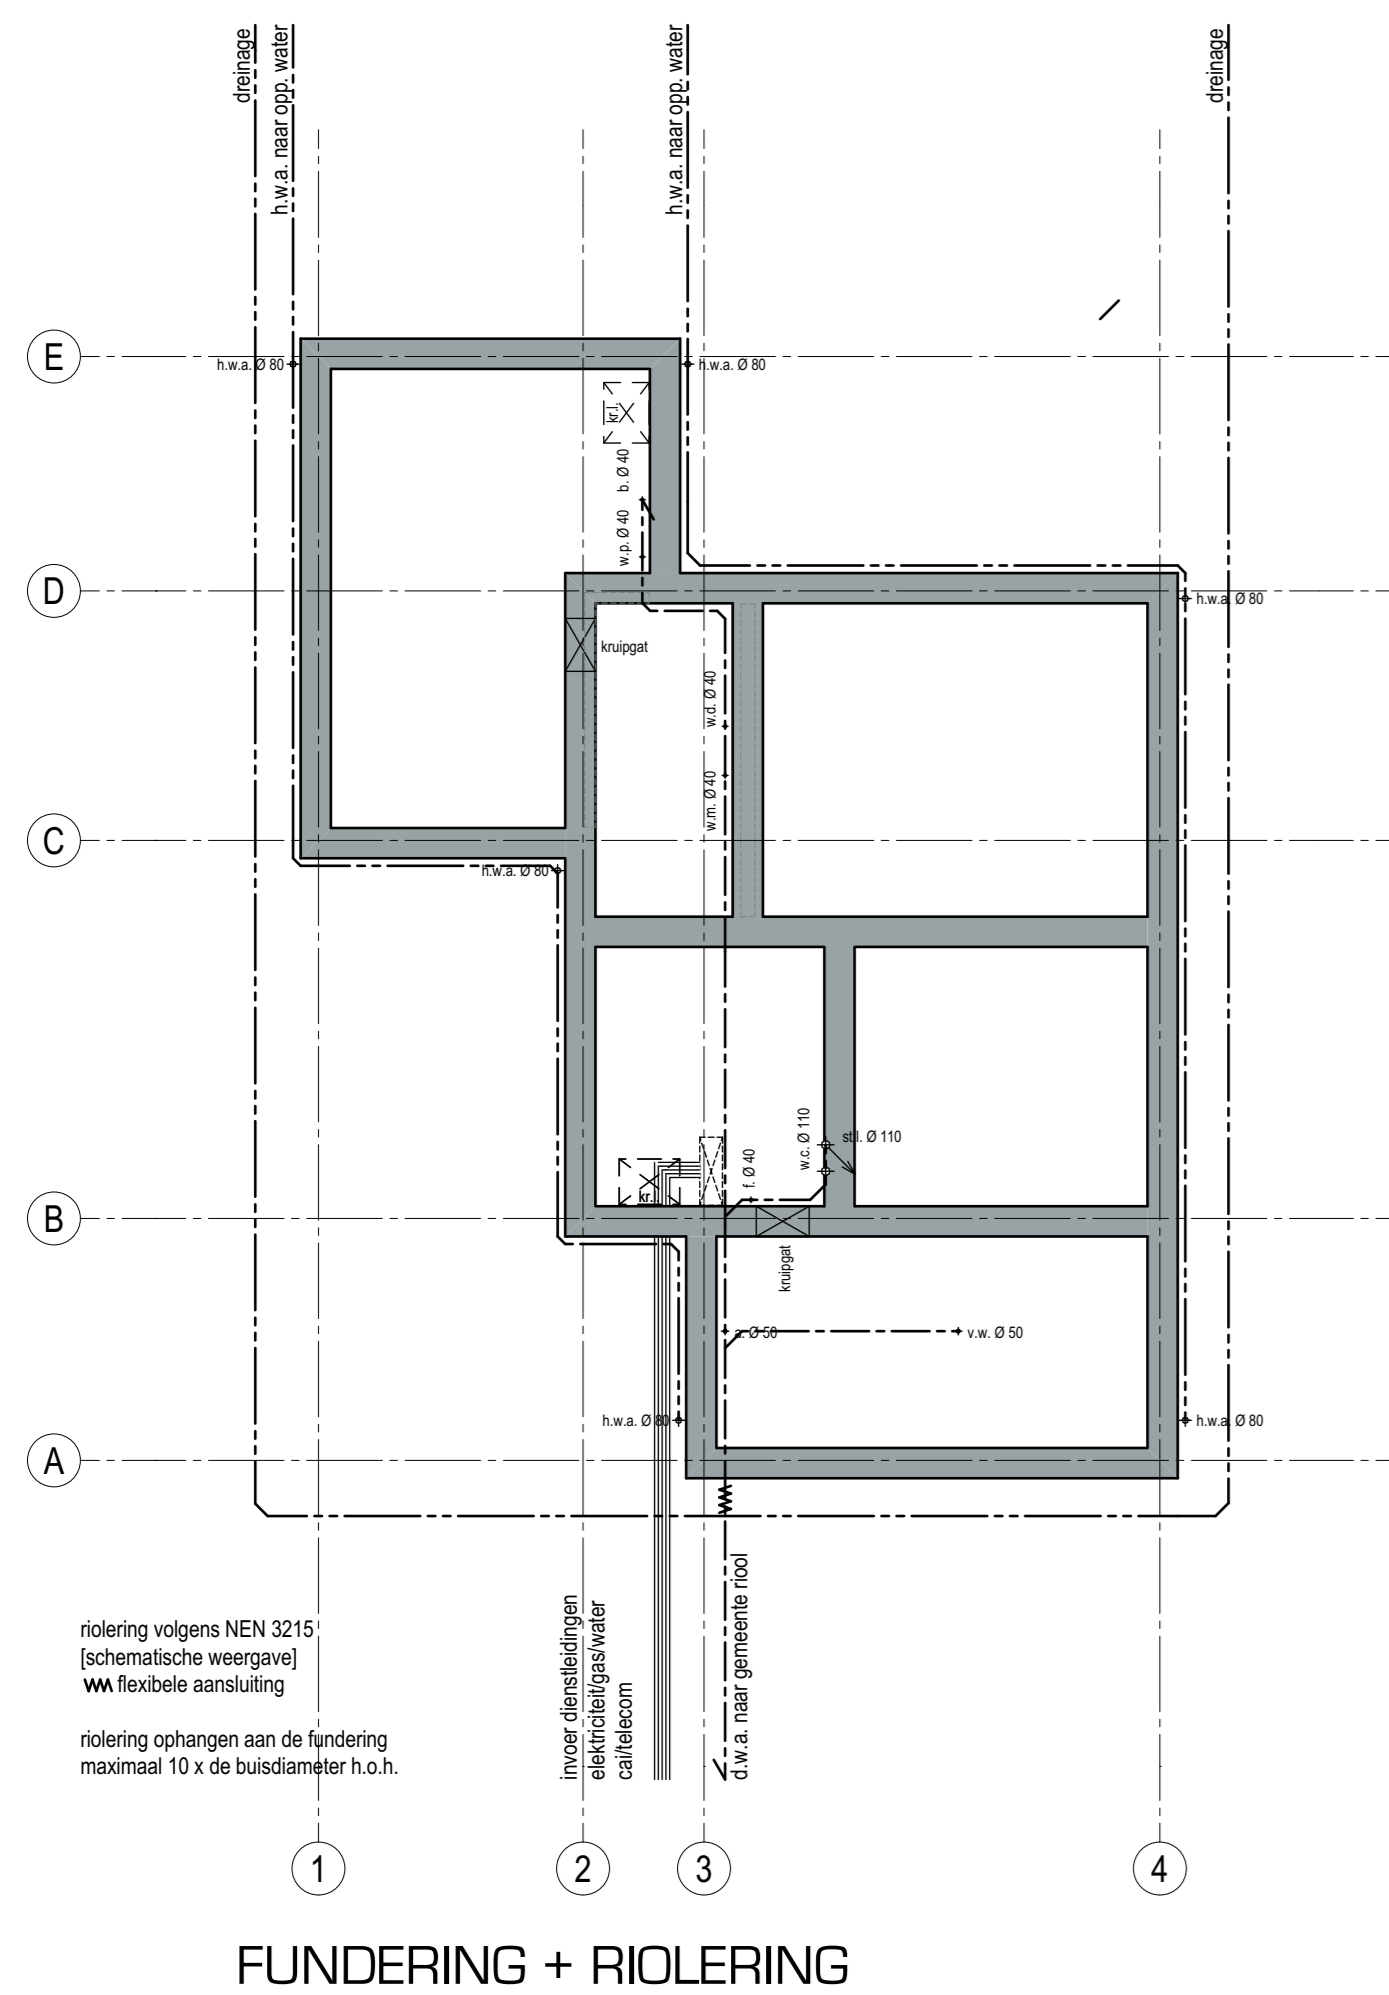 dreinage
h.w.a. naar opp. water
h.w.a. naar opp. water
dreinage
E
h.w.a. Ø 80
h.w.a. Ø 80
kr.l.
b. Ø 40
w.p. Ø 40
D
h.w.a. Ø 80
kruipgat
w.d. Ø 40
w.m. Ø 40
C
h.w.a. Ø 80
w.c. Ø 110
st.l. Ø 110
f. Ø 40
kr.l.
B
kruipgat
a. Ø 50
v.w. Ø 50
h.w.a. Ø 80
h.w.a. Ø 80
A
riolering volgens NEN 3215
[schematische weergave]
flexibele aansluiting
riolering ophangen aan de fundering
maximaal 10 x de buisdiameter h.o.h.
invoer dienstleidingen
elektriciteit/gas/water
cai/telecom
d.w.a. naar gemeente riool
1
2
3
4
FUNDERING + RIOLERING